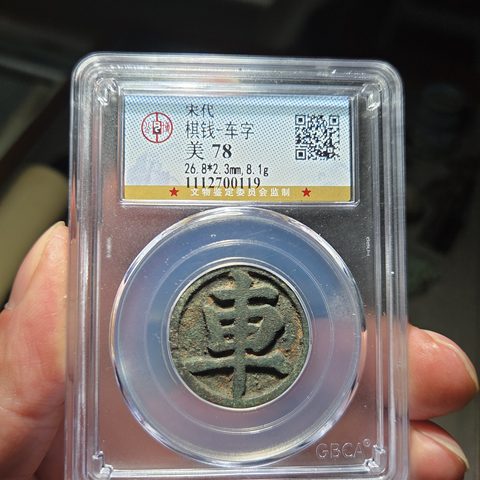 宋代
棋钱-车字
美 78
26.8*2.3mm,8.1g
1112700119
★ 文物鉴定委员会监制 ★
車
GBCA®